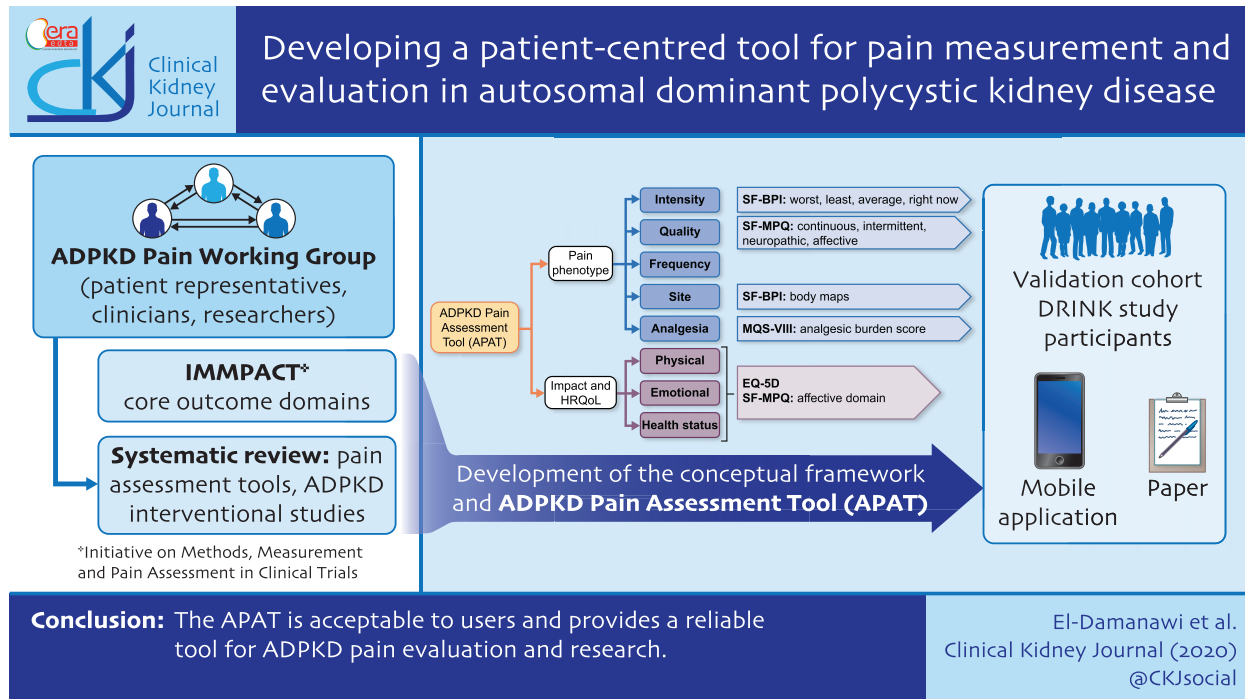 era
edta
ckj
Clinical
Kidney
Journal
Developing a patient-centred tool for pain measurement and
evaluation in autosomal dominant polycystic kidney disease
ADPKD Pain Working Group
(patient representatives,
clinicians, researchers)
IMMPACT✢
core outcome domains
Systematic review: pain
assessment tools, ADPKD
interventional studies
✢Initiative on Methods, Measurement
and Pain Assessment in Clinical Trials
ADPKD Pain
Assessment
Tool (APAT)
Pain
phenotype
Impact and
HRQoL
Intensity
Quality
Frequency
Site
Analgesia
Physical
Emotional
Health status
SF-BPI: worst, least, average, right now
SF-MPQ: continuous, intermittent,
neuropathic, affective
SF-BPI: body maps
MQS-VIII: analgesic burden score
EQ-5D
SF-MPQ: affective domain
Development of the conceptual framework
and ADPKD Pain Assessment Tool (APAT)
Validation cohort
DRINK study
participants
Mobile
application
Paper
Conclusion: The APAT is acceptable to users and provides a reliable
tool for ADPKD pain evaluation and research.
El-Damanawi et al.
Clinical Kidney Journal (2020)
@CKJsocial